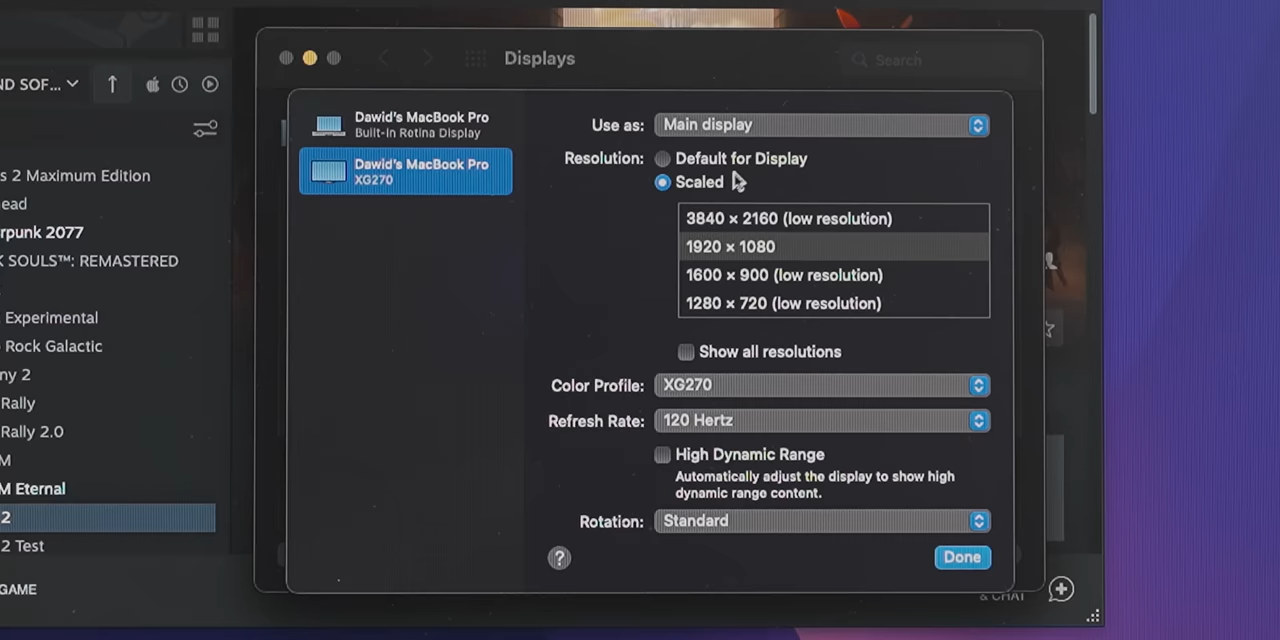 Displays
Search
ND SOF...
s 2 Maximum Edition
ead
rpunk 2077
K SOULS™: REMASTERED
Experimental
Rock Galactic
ny 2
Rally
Rally 2.0
M
M Eternal
2
2 Test
GAME
Dawid's MacBook Pro
Built-in Retina Display
Dawid's MacBook Pro
XG270
Use as: Main display
Resolution: Default for Display
Scaled
3840 × 2160 (low resolution)
1920 × 1080
1600 × 900 (low resolution)
1280 × 720 (low resolution)
Show all resolutions
Color Profile: XG270
Refresh Rate: 120 Hertz
High Dynamic Range
Automatically adjust the display to show high
dynamic range content.
Rotation: Standard
?
Done
& CHAT